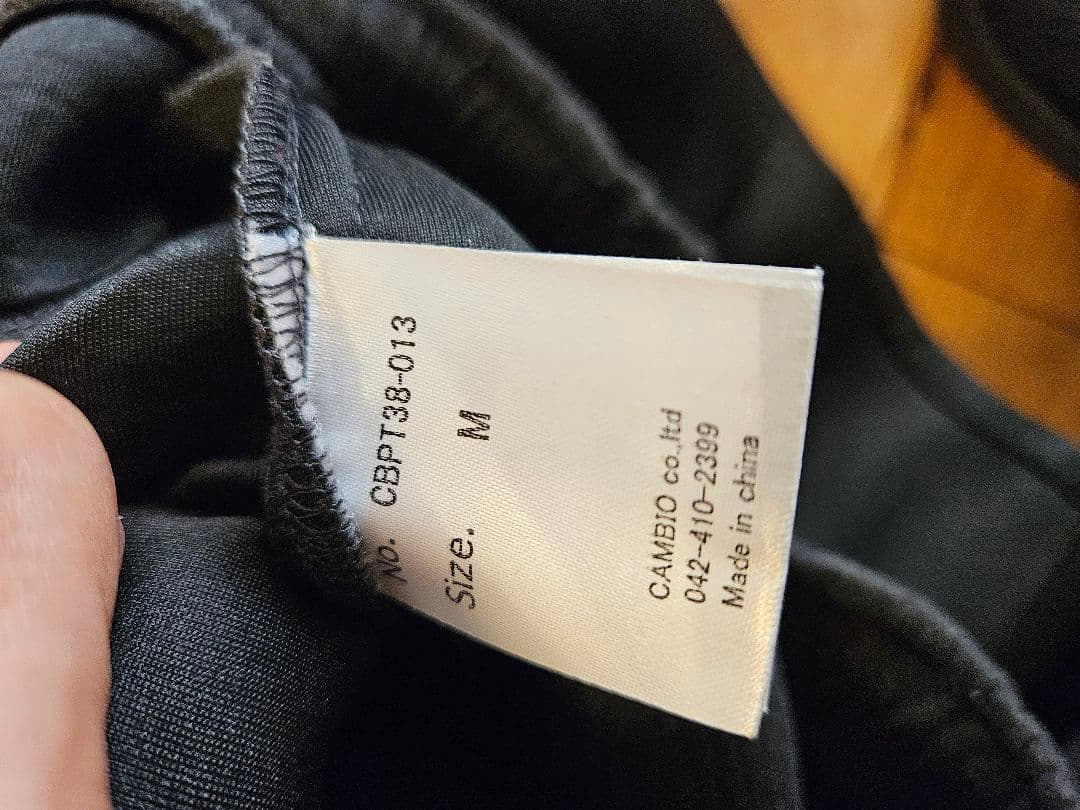 No. CBPT38-013
Size. M
CAMBIO co.,ltd
042-410-2399
Made in china